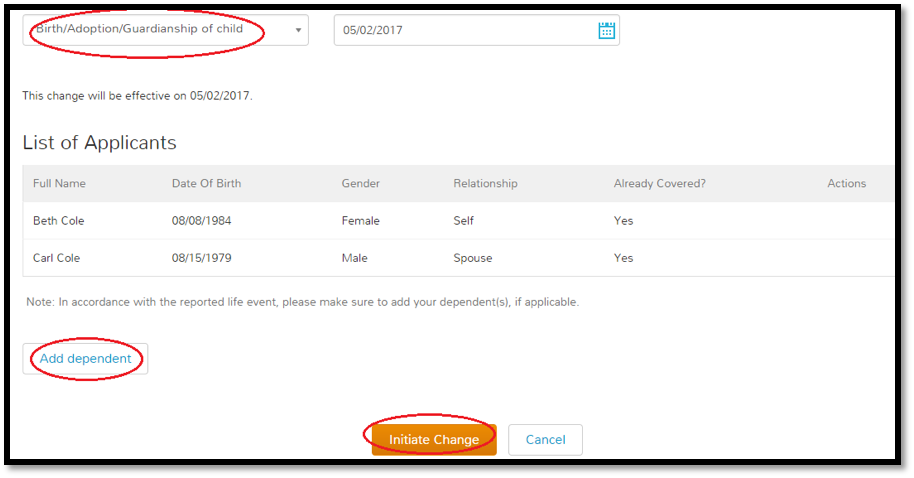 Birth/Adoption/Guardianship of child 05/02/2017
This change will be effective on 05/02/2017.
List of Applicants
Full Name Date Of Birth Gender Relationship Already Covered? Actions
Beth Cole 08/08/1984 Female Self Yes
Carl Cole 08/15/1979 Male Spouse Yes
Note: In accordance with the reported life event, please make sure to add your dependent(s), if applicable.
Add dependent
Initiate Change Cancel